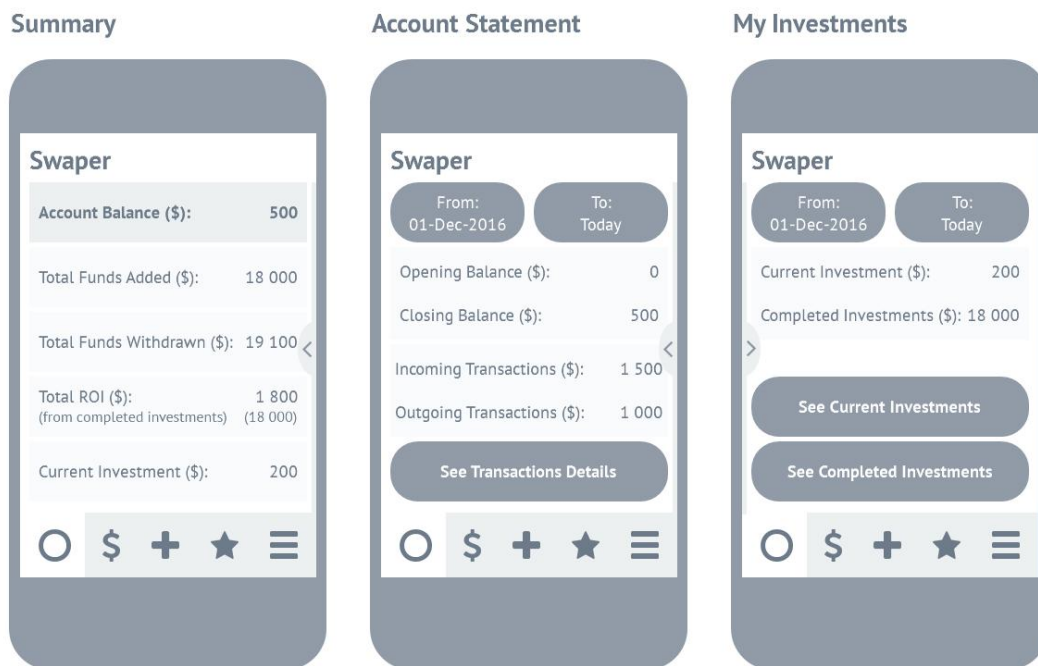 Summary
Swaper
Account Balance ($): 500
Total Funds Added ($): 18 000
Total Funds Withdrawn ($): 19 100
Total ROI ($): 1 800
(from completed investments) (18 000)
Current Investment ($): 200
Account Statement
Swaper
From:
01-Dec-2016
To:
Today
Opening Balance ($): 0
Closing Balance ($): 500
Incoming Transactions ($): 1 500
Outgoing Transactions ($): 1 000
See Transactions Details
My Investments
Swaper
From:
01-Dec-2016
To:
Today
Current Investment ($): 200
Completed Investments ($): 18 000
See Current Investments
See Completed Investments